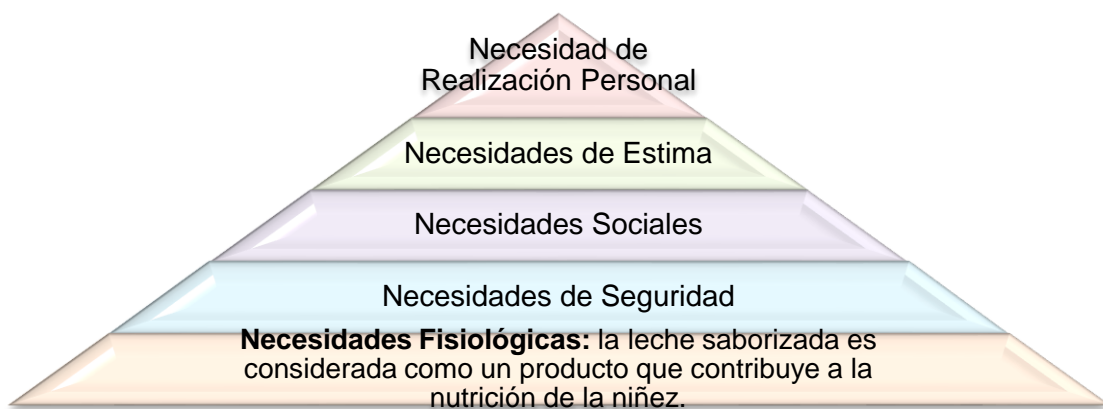 Necesidad de
Realización Personal
Necesidades de Estima
Necesidades Sociales
Necesidades de Seguridad
Necesidades Fisiológicas: la leche saborizada es
considerada como un producto que contribuye a la
nutrición de la niñez.